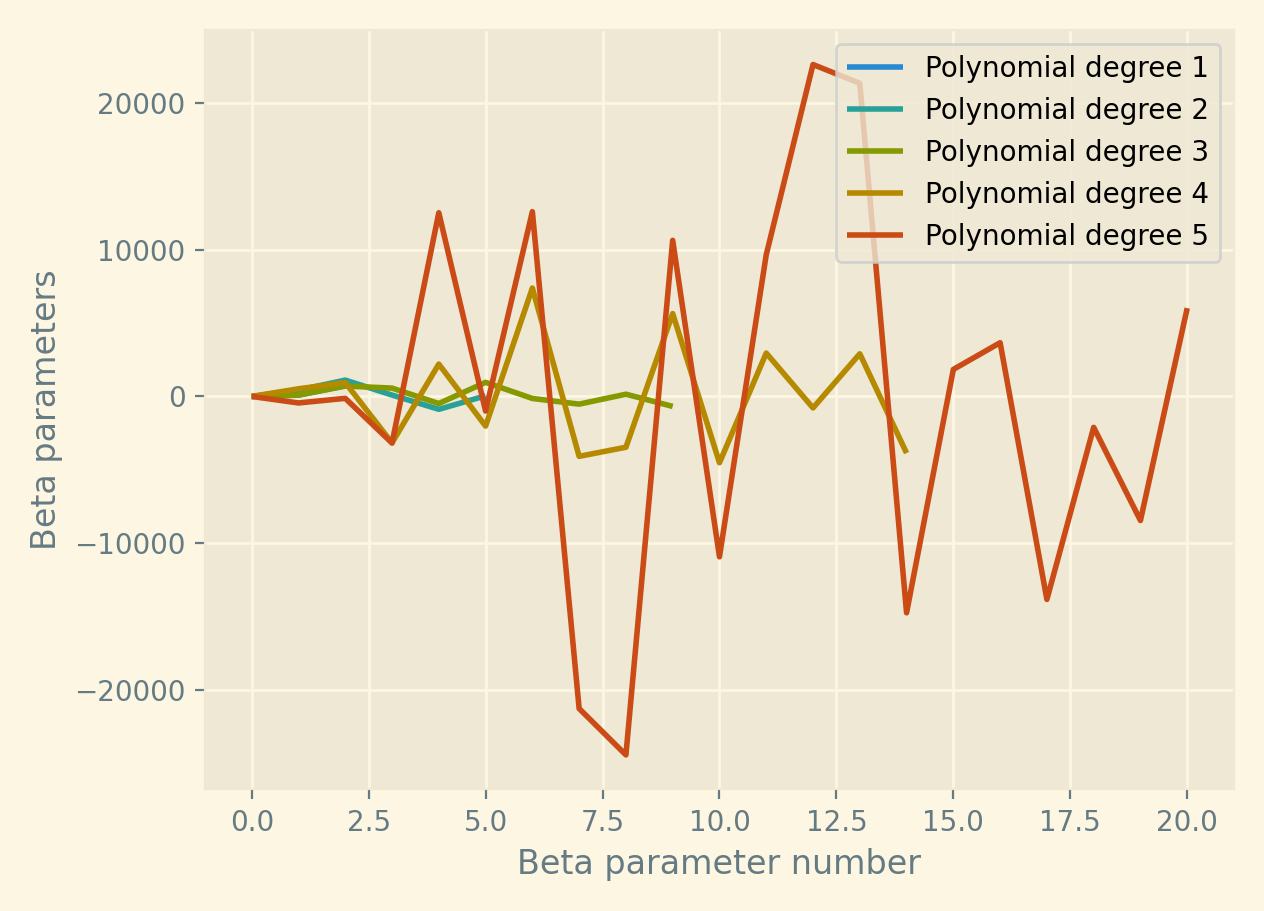 Polynomial degree 1
Polynomial degree 2
Polynomial degree 3
Polynomial degree 4
Polynomial degree 5
20000
10000
0
−10000
−20000
Beta parameters
0.0 2.5 5.0 7.5 10.0 12.5 15.0 17.5 20.0
Beta parameter number